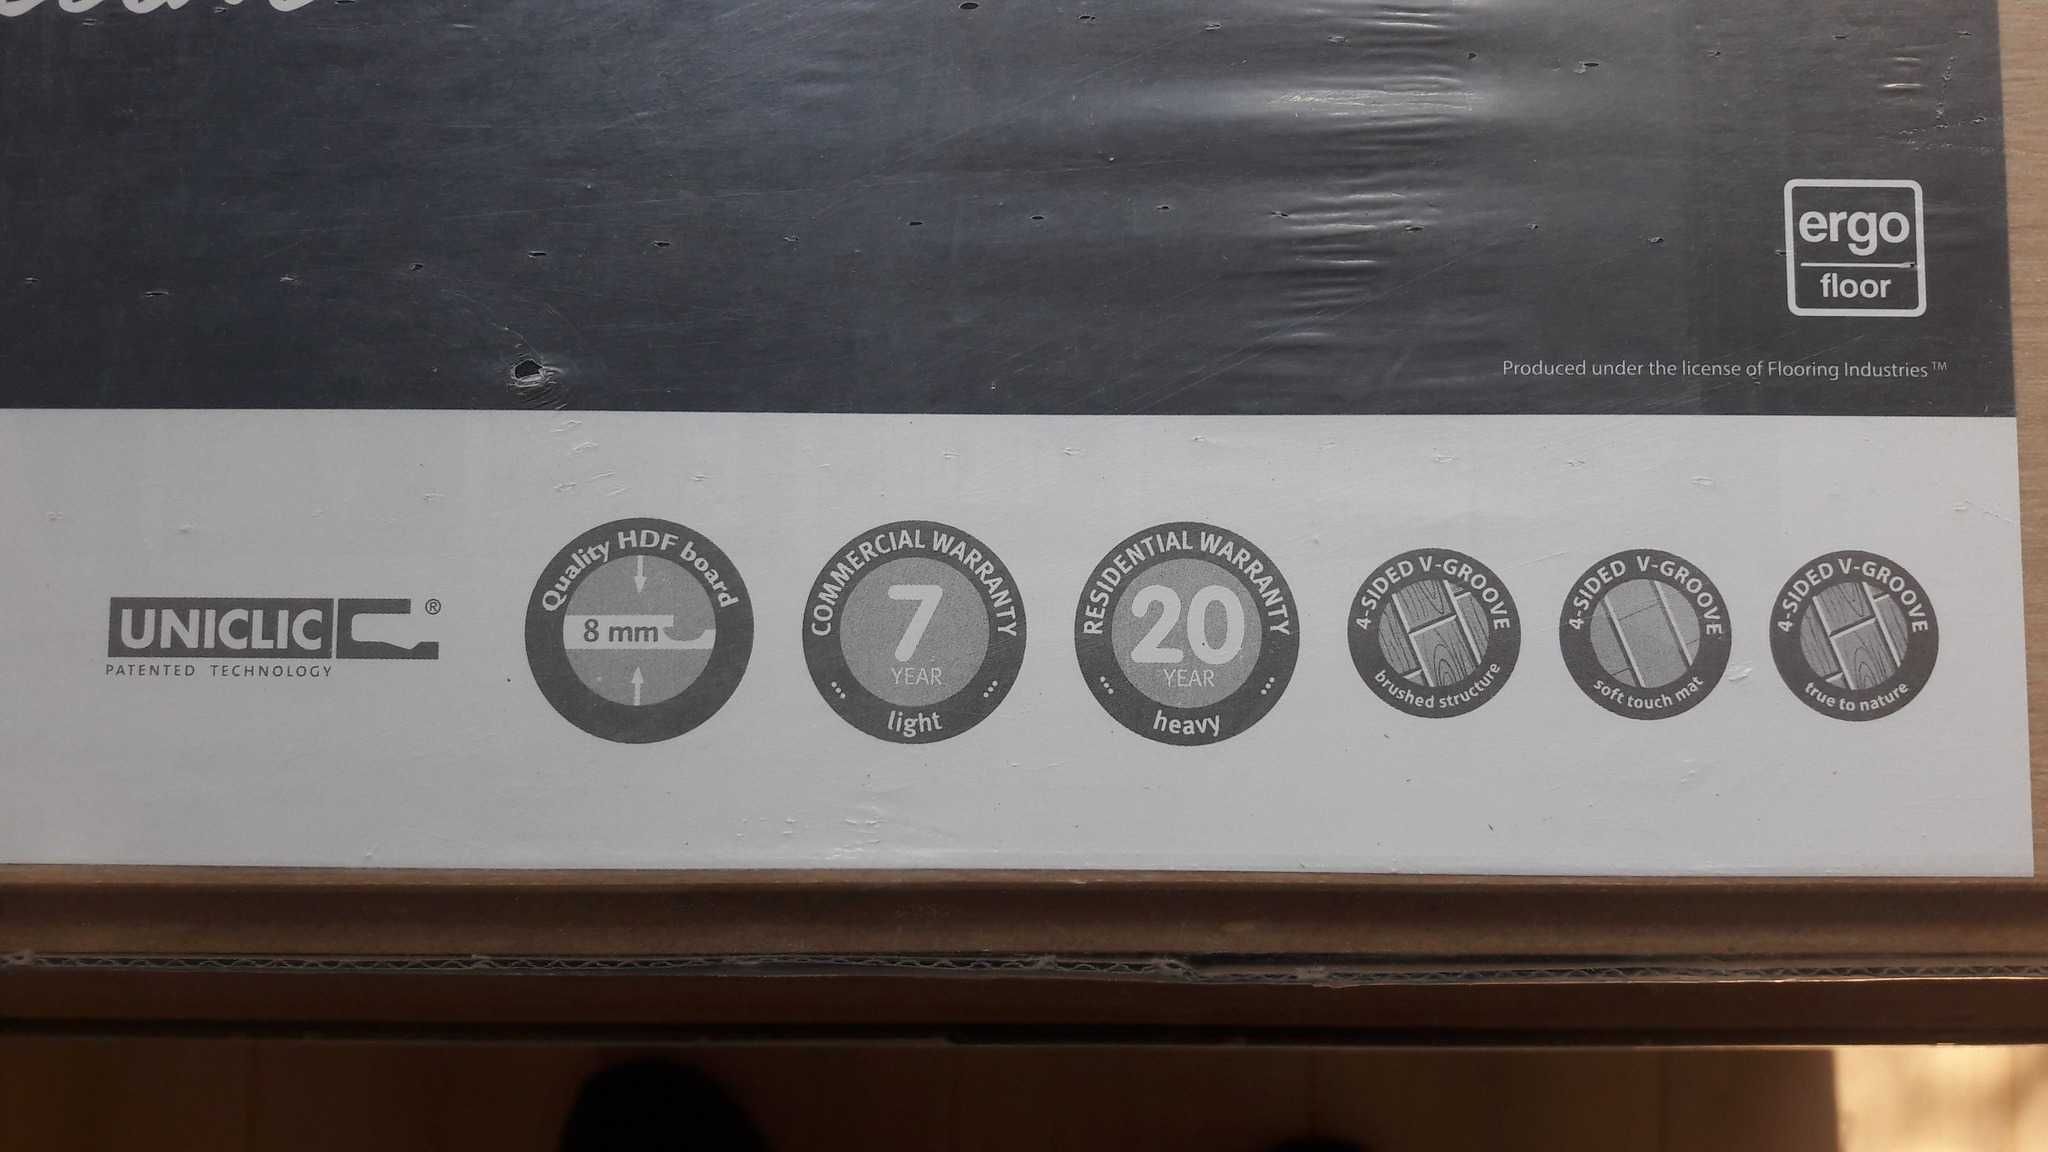 ergo
floor
Produced under the license of Flooring Industries™
UNICLIC®
PATENTED TECHNOLOGY
Quality HDF board
8 mm
COMMERCIAL WARRANTY
7
YEAR
... light ...
RESIDENTIAL WARRANTY
20
YEAR
... heavy ...
4-SIDED V-GROOVE
brushed structure
4-SIDED V-GROOVE
soft touch mat
4-SIDED V-GROOVE
true to nature